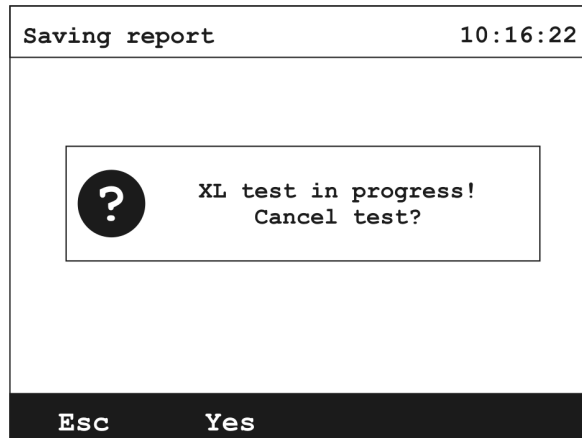 Saving report 10:16:22
?
XL test in progress!
Cancel test?
Esc Yes